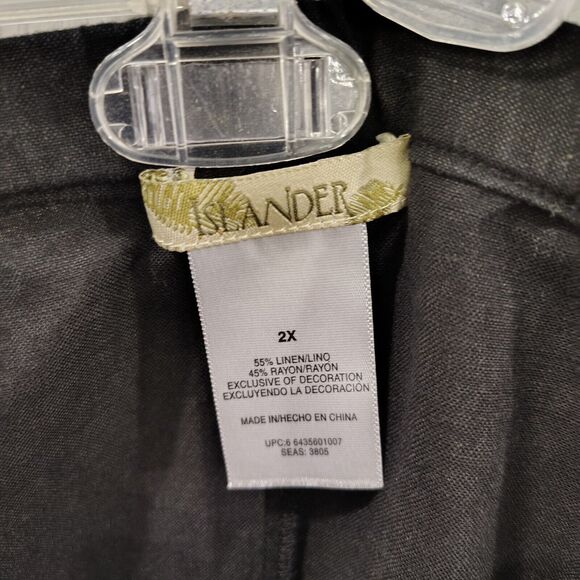 ISLANDER
2X
55% LINEN/LINO
45% RAYON/RAYON
EXCLUSIVE OF DECORATION
EXCLUYENDO LA DECORACIÓN
MADE IN/HECHO EN CHINA
UPC:6 6435601007
SEAS: 3805